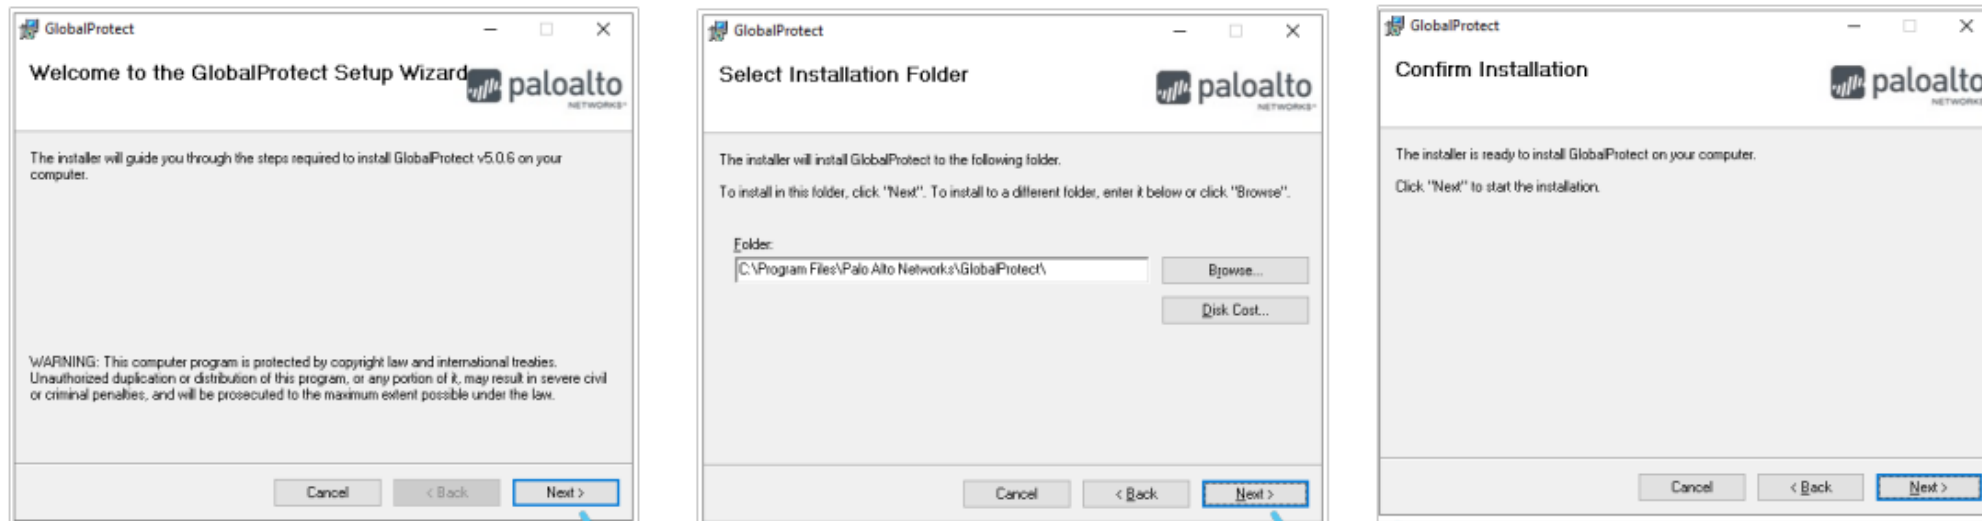 GlobalProtect
Welcome to the GlobalProtect Setup Wizard
paloalto
NETWORKS
The installer will guide you through the steps required to install GlobalProtect v5.0.6 on your
computer.
WARNING: This computer program is protected by copyright law and international treaties.
Unauthorized duplication or distribution of this program, or any portion of it, may result in severe civil
or criminal penalties, and will be prosecuted to the maximum extent possible under the law.
Cancel
< Back
Next >
GlobalProtect
Select Installation Folder
paloalto
NETWORKS
The installer will install GlobalProtect to the following folder.
To install in this folder, click "Next". To install to a different folder, enter it below or click "Browse".
Folder:
C:\Program Files\Palo Alto Networks\GlobalProtect\
Browse...
Disk Cost...
Cancel
< Back
Next >
GlobalProtect
Confirm Installation
paloalto
NETWORKS
The installer is ready to install GlobalProtect on your computer.
Click "Next" to start the installation.
Cancel
< Back
Next >